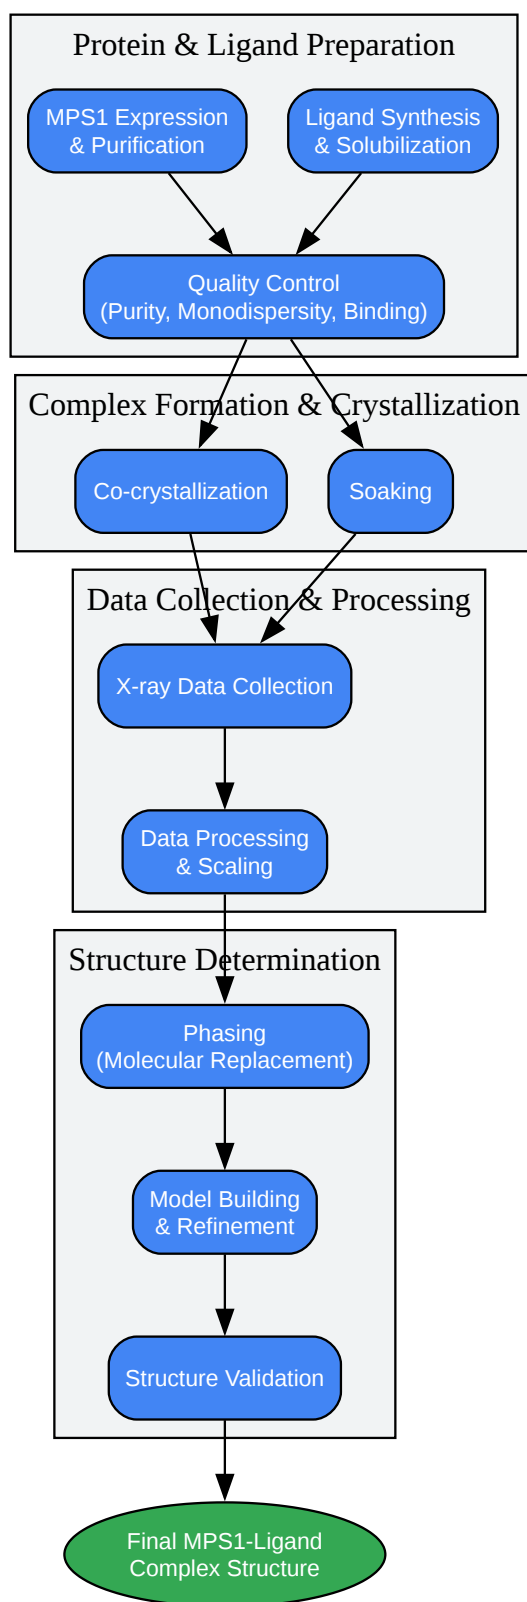 Protein & Ligand Preparation
MPS1 Expression
& Purification
Ligand Synthesis
& Solubilization
Quality Control
(Purity, Monodispersity, Binding)
Complex Formation & Crystallization
Co-crystallization
Soaking
Data Collection & Processing
X-ray Data Collection
Data Processing
& Scaling
Structure Determination
Phasing
(Molecular Replacement)
Model Building
& Refinement
Structure Validation
Final MPS1-Ligand
Complex Structure